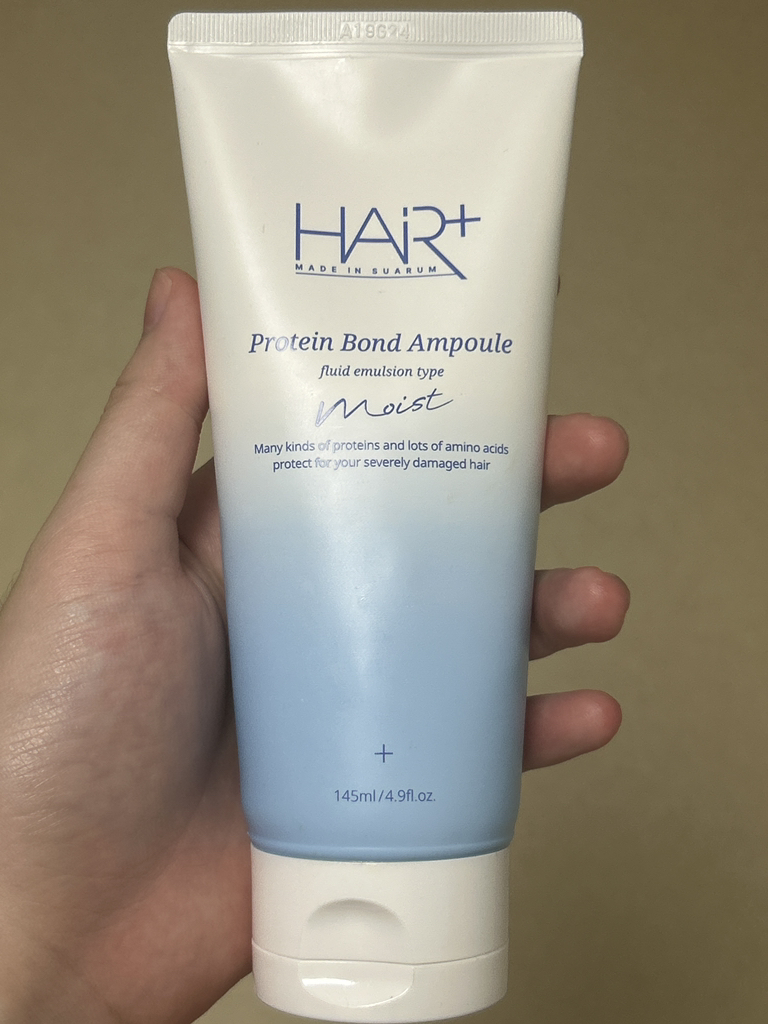 A19624
HAiR+
MADE IN SUARUM
Protein Bond Ampoule
fluid emulsion type
Moist
Many kinds of proteins and lots of amino acids
protect for your severely damaged hair
+
145ml/4.9fl.oz.